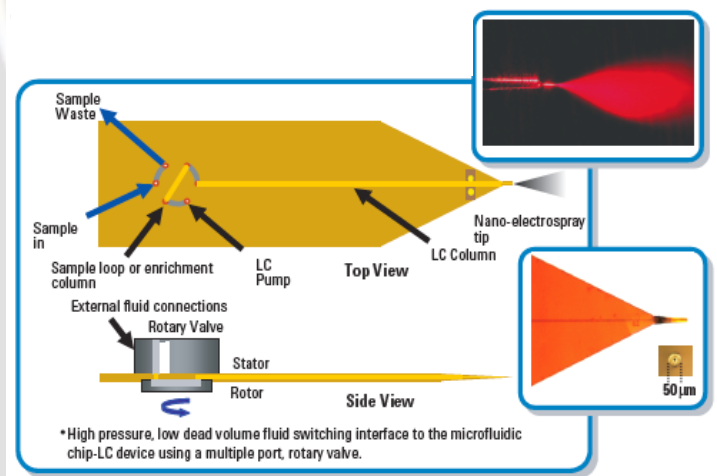 Sample
Waste
Sample
in
Sample loop or enrichment
column
LC
Pump
Top View
LC Column
Nano-electrospray
tip
External fluid connections
Rotary Valve
Stator
Rotor
Side View
50 µm
*High pressure, low dead volume fluid switching interface to the microfluidic
chip-LC device using a multiple port, rotary valve.